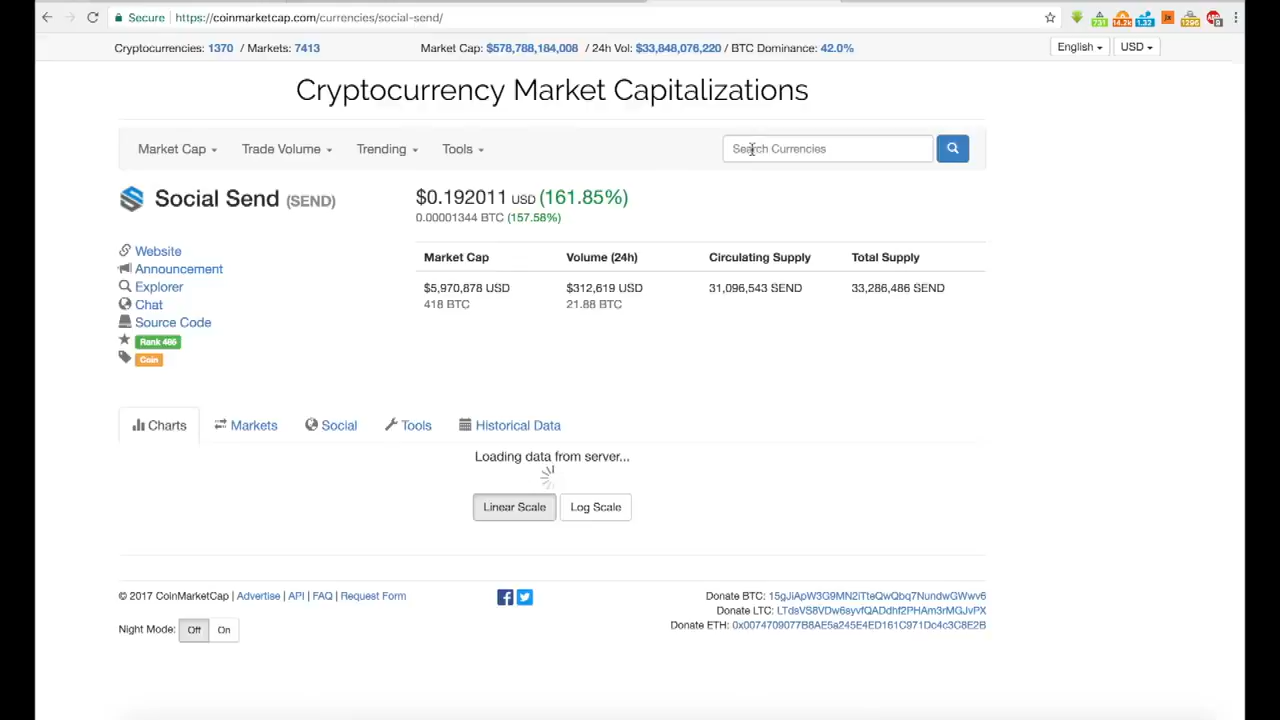 Secure https://coinmarketcap.com/currencies/social-send/
Cryptocurrencies: 1370 / Markets: 7413 Market Cap: $578,788,184,008 / 24h Vol: $33,848,076,220 / BTC Dominance: 42.0% English USD
Cryptocurrency Market Capitalizations
Market Cap Trade Volume Trending Tools Search Currencies
Social Send (SEND) $0.192011 USD (161.85%)
0.00001344 BTC (157.58%)
Website Market Cap Volume (24h) Circulating Supply Total Supply
Announcement
Explorer $5,970,878 USD $312,619 USD 31,096,543 SEND 33,286,486 SEND
Chat 418 BTC 21.88 BTC
Source Code
Rank 486
Coin
Charts Markets Social Tools Historical Data
Loading data from server...
Linear Scale Log Scale
© 2017 CoinMarketCap | Advertise | API | FAQ | Request Form Donate BTC: 15gJiApW3G9MN2iTteQwQbq7NundwGWwv6
Donate LTC: LTdsVS8VDw6syvfQADdhf2PHAm3rMGJvPX
Night Mode: Off On Donate ETH: 0x0074709077B8AE5a245E4ED161C971Dc4c3C8E2B